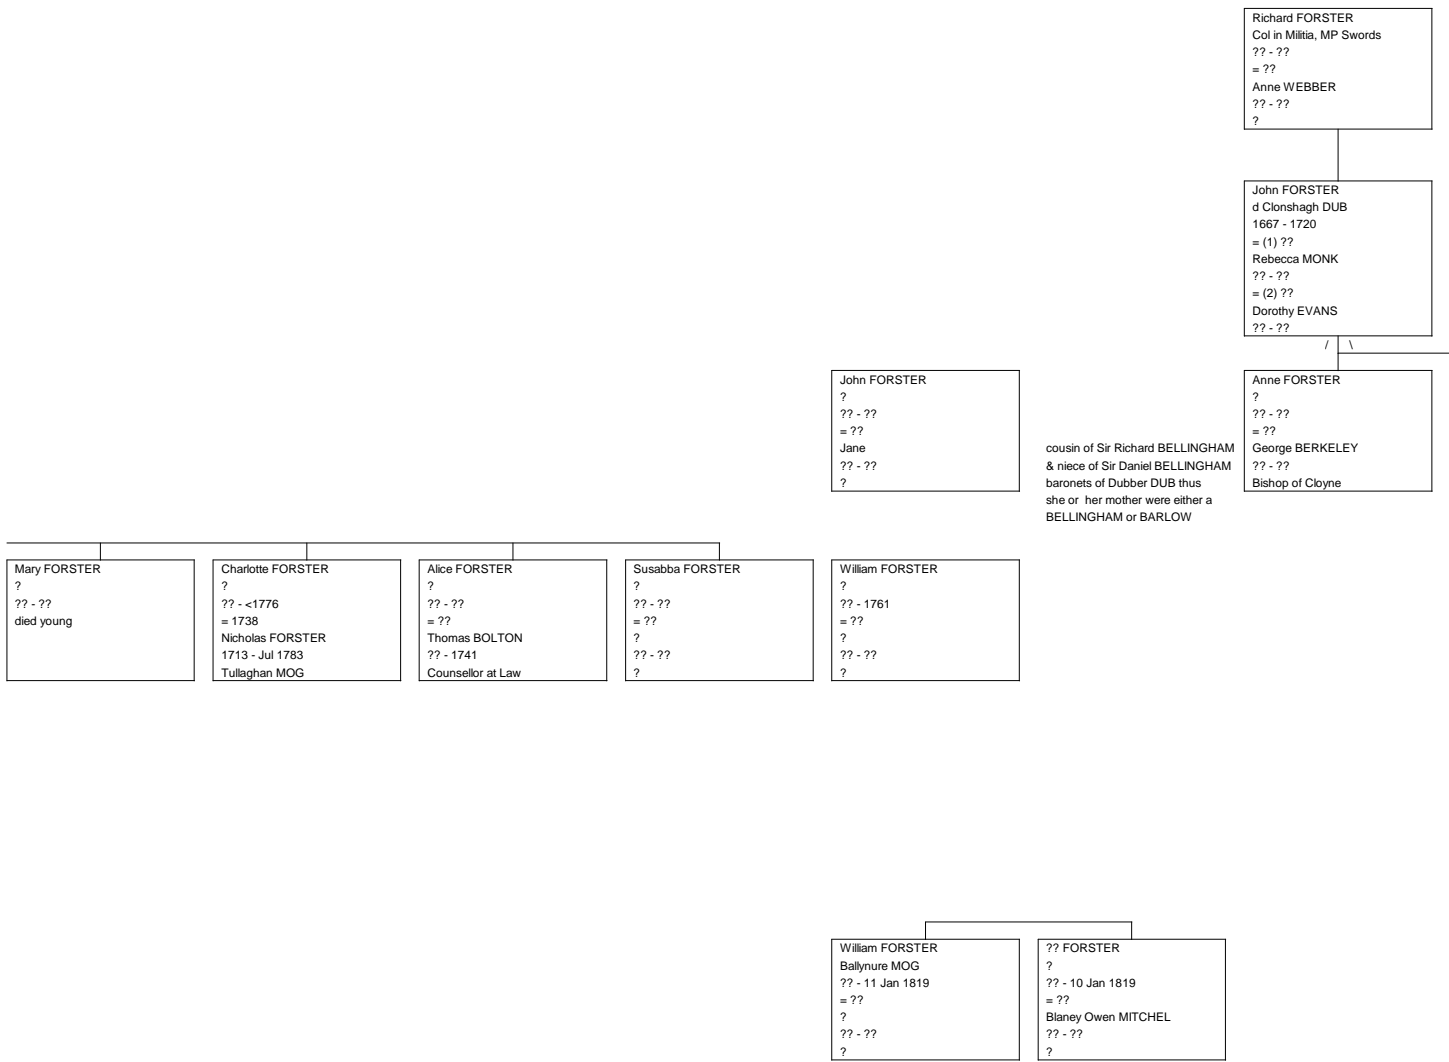 Richard FORSTER
Col in Militia, MP Swords
?? - ??
= ??
Anne WEBBER
?? - ??
?
John FORSTER
d Clonshagh DUB
1667 - 1720
= (1) ??
Rebecca MONK
?? - ??
= (2) ??
Dorothy EVANS
?? - ??
/ \
John FORSTER
?
?? - ??
= ??
Jane
?? - ??
?
cousin of Sir Richard BELLINGHAM
& niece of Sir Daniel BELLINGHAM
baronets of Dubber DUB thus
she or her mother were either a
BELLINGHAM or BARLOW
Anne FORSTER
?
?? - ??
= ??
George BERKELEY
?? - ??
Bishop of Cloyne
Mary FORSTER
?
?? - ??
died young
Charlotte FORSTER
?
?? - <1776
= 1738
Nicholas FORSTER
1713 - Jul 1783
Tullaghan MOG
Alice FORSTER
?
?? - ??
= ??
Thomas BOLTON
?? - 1741
Counsellor at Law
Susabba FORSTER
?
?? - ??
= ??
?
?? - ??
?
William FORSTER
?
?? - 1761
= ??
?
?? - ??
?
William FORSTER
Ballynure MOG
?? - 11 Jan 1819
= ??
?
?? - ??
?
?? FORSTER
?
?? - 10 Jan 1819
= ??
Blaney Owen MITCHEL
?? - ??
?